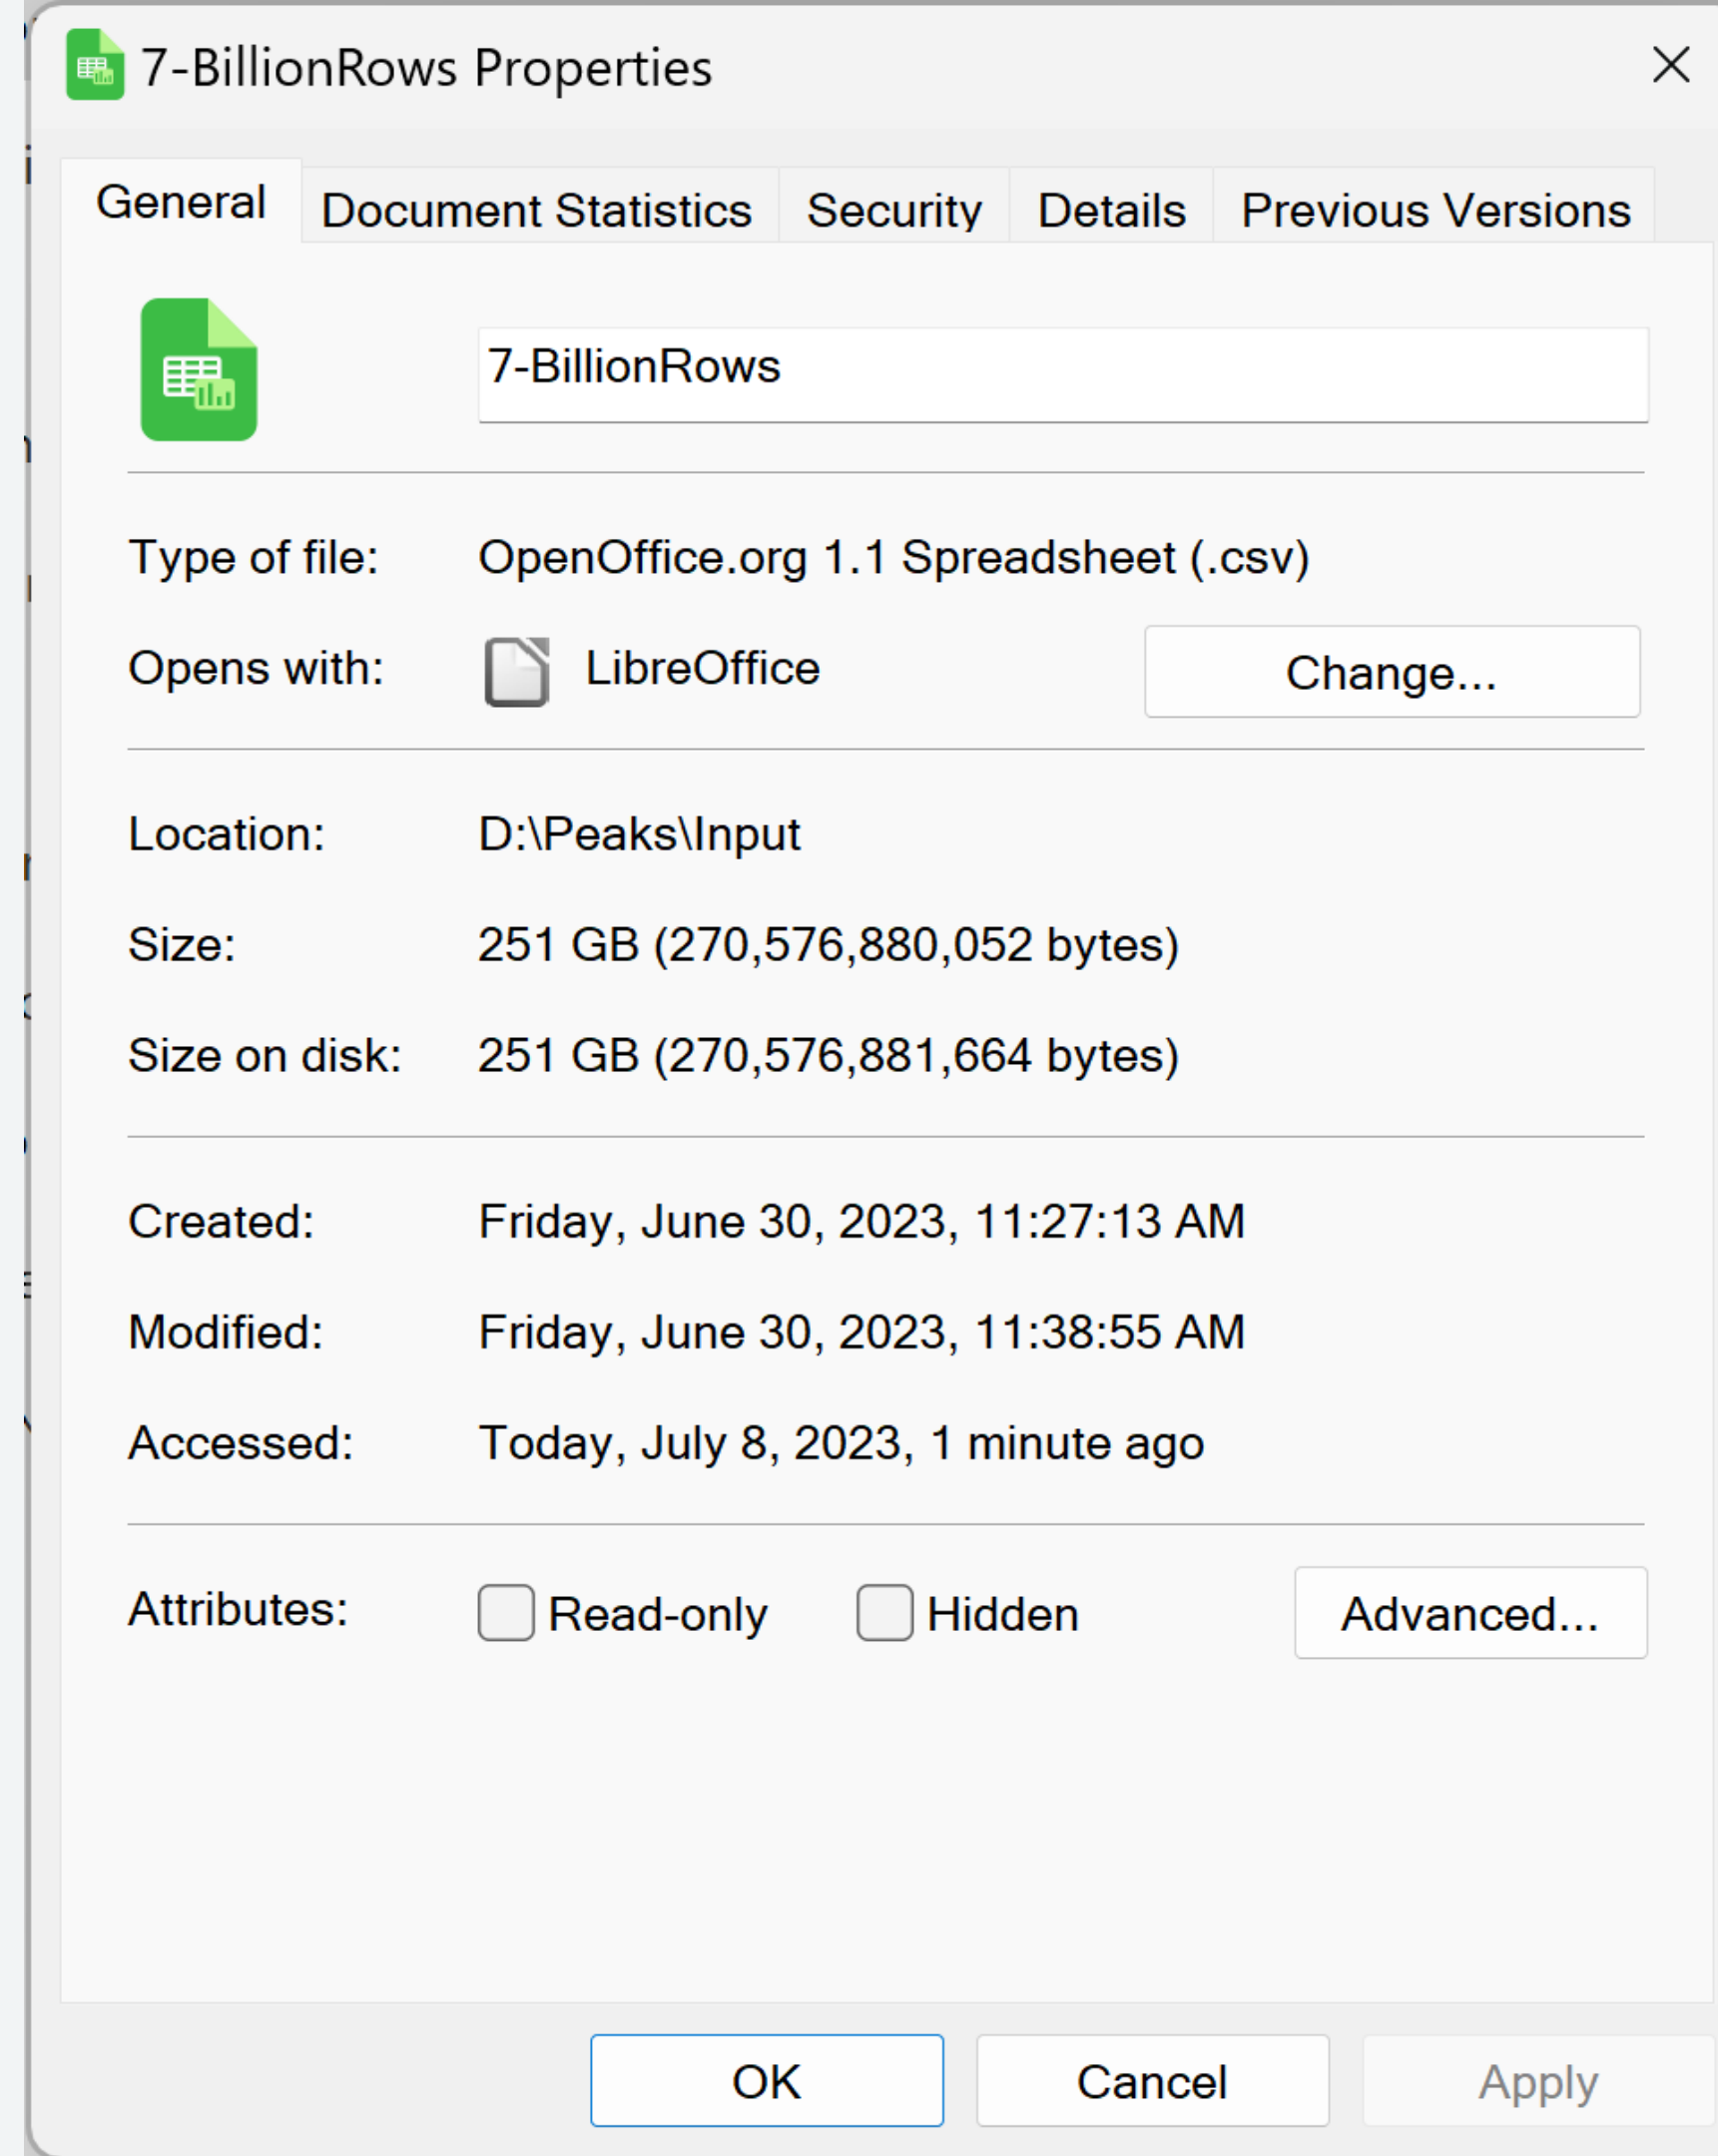 7-BillionRows Properties
General Document Statistics Security Details Previous Versions
7-BillionRows
Type of file: OpenOffice.org 1.1 Spreadsheet (.csv)
Opens with: LibreOffice Change...
Location: D:\Peaks\Input
Size: 251 GB (270,576,880,052 bytes)
Size on disk: 251 GB (270,576,881,664 bytes)
Created: Friday, June 30, 2023, 11:27:13 AM
Modified: Friday, June 30, 2023, 11:38:55 AM
Accessed: Today, July 8, 2023, 1 minute ago
Attributes: Read-only Hidden Advanced...
OK Cancel Apply